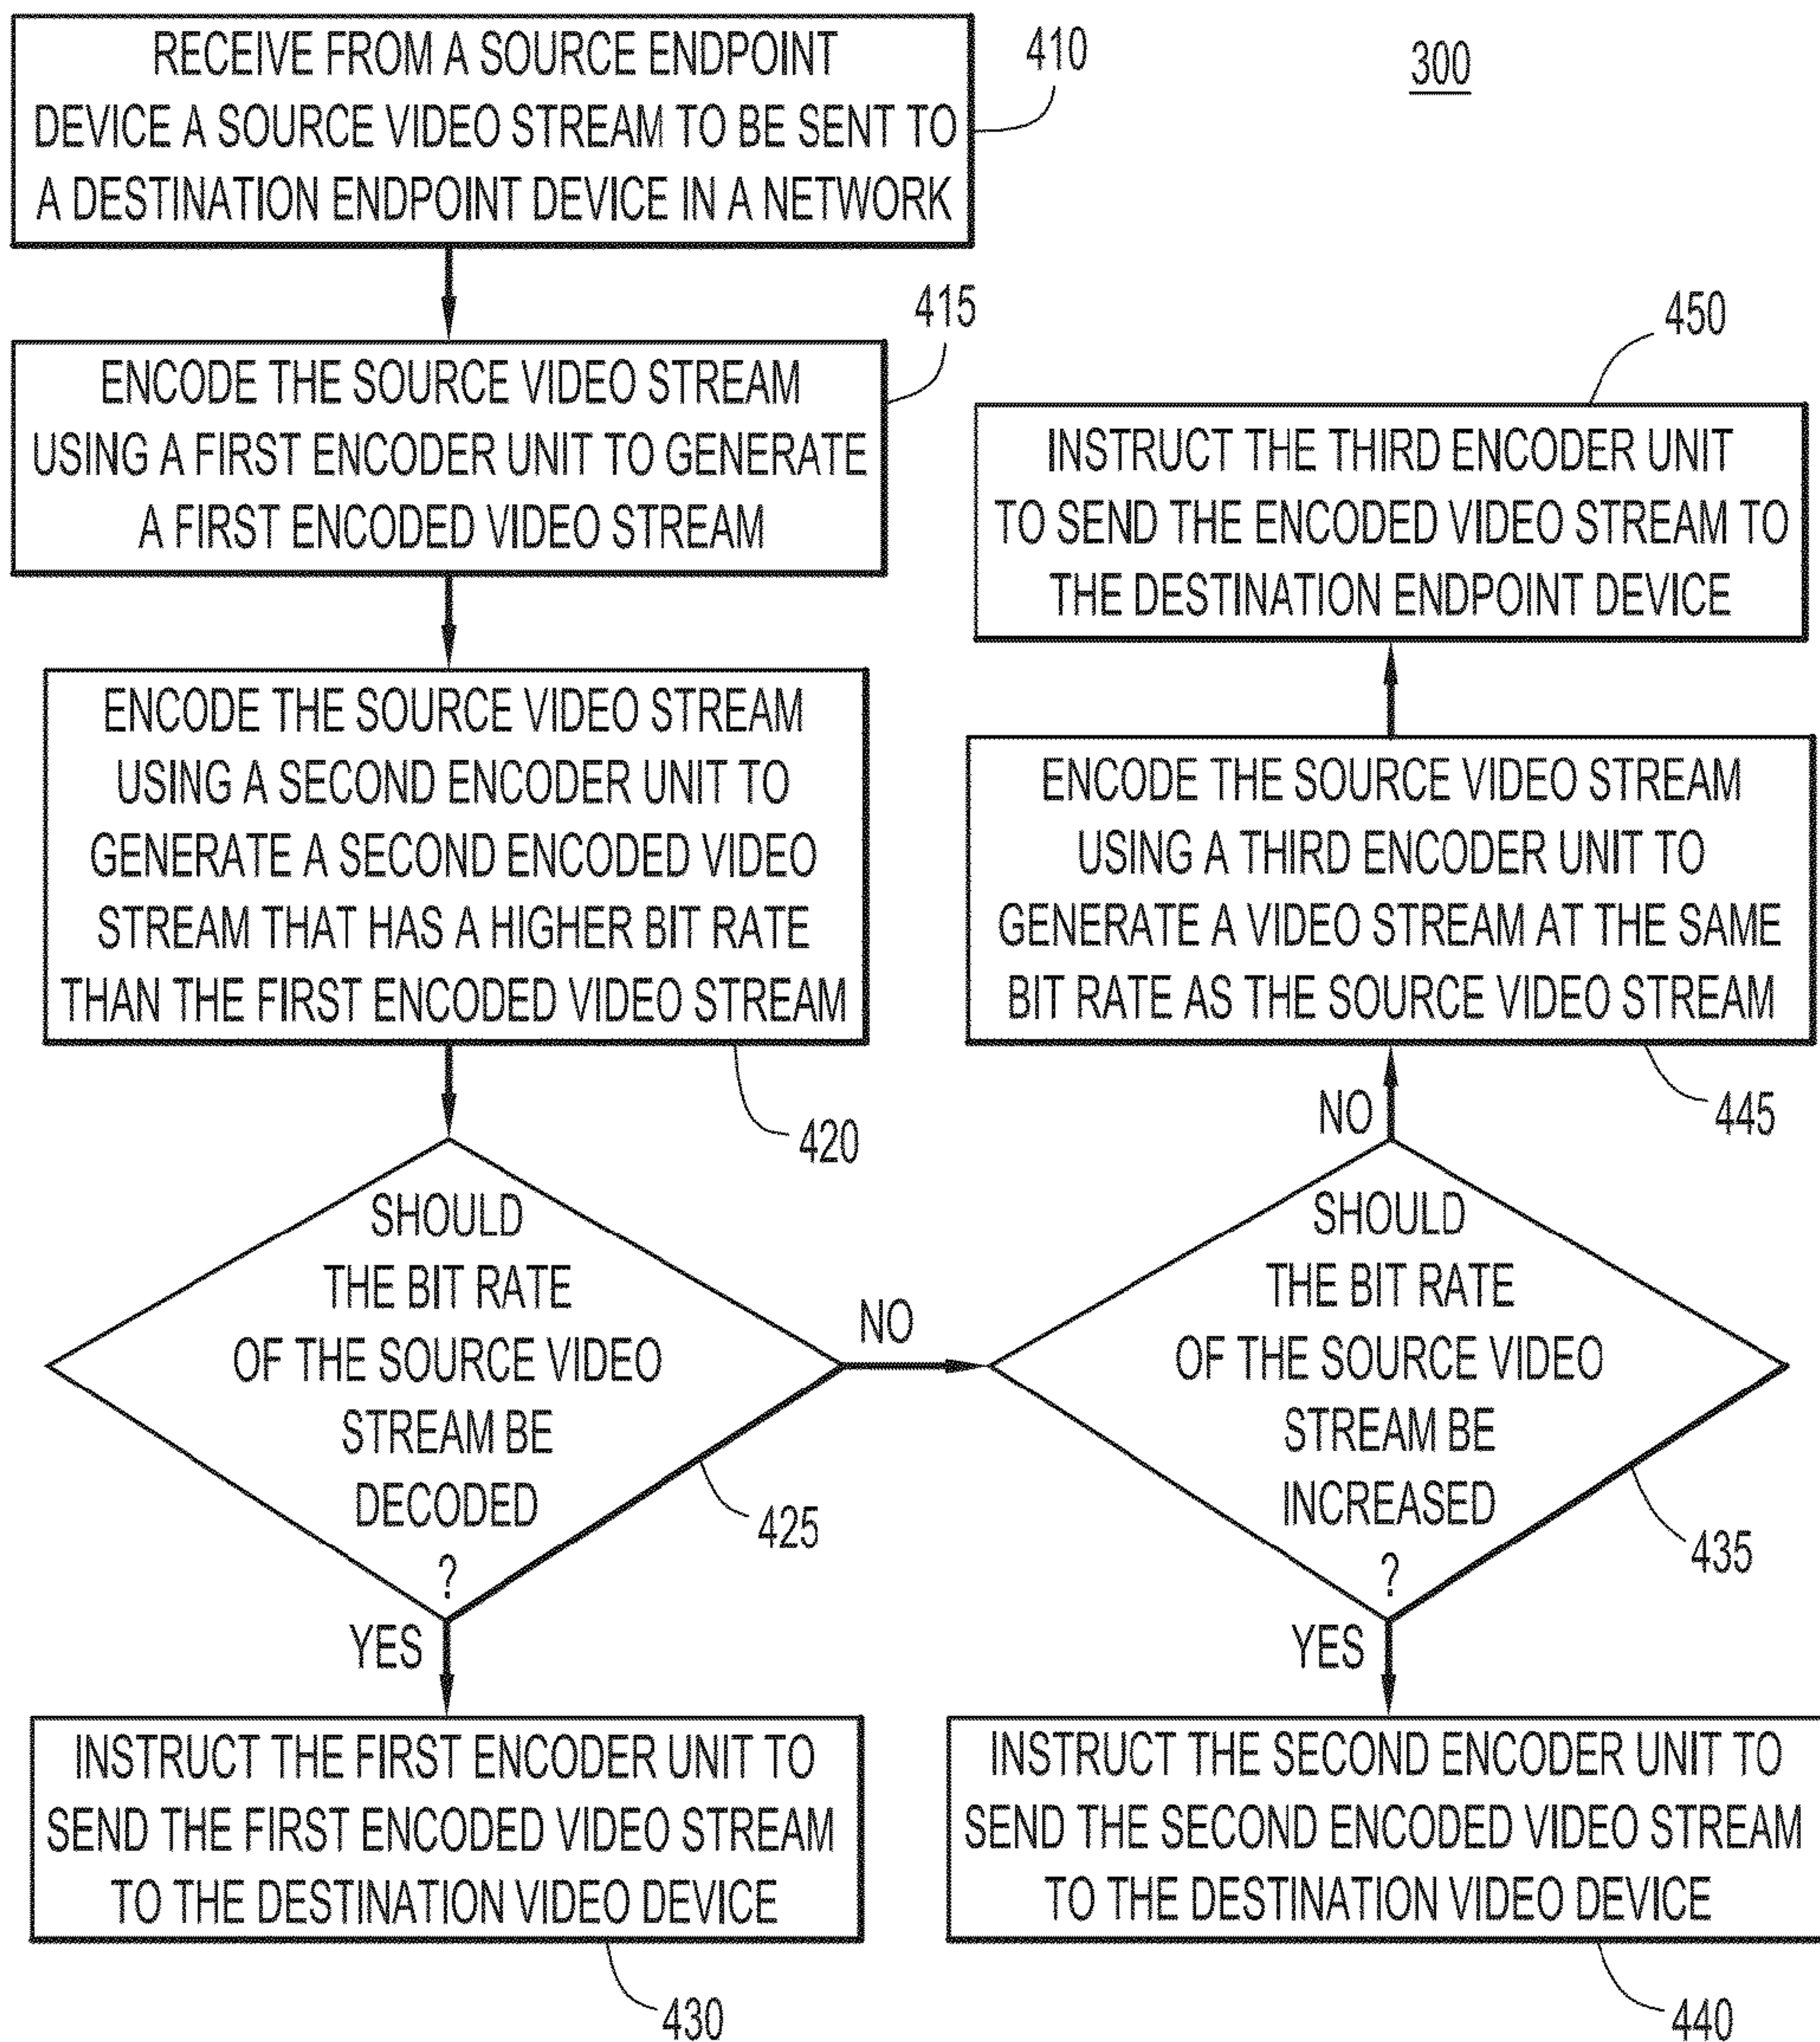 RECEIVE FROM A SOURCE ENDPOINT
DEVICE A SOURCE VIDEO STREAM TO BE SENT TO
A DESTINATION ENDPOINT DEVICE IN A NETWORK
410
300
ENCODE THE SOURCE VIDEO STREAM
USING A FIRST ENCODER UNIT TO GENERATE
A FIRST ENCODED VIDEO STREAM
415
ENCODE THE SOURCE VIDEO STREAM
USING A SECOND ENCODER UNIT TO
GENERATE A SECOND ENCODED VIDEO
STREAM THAT HAS A HIGHER BIT RATE
THAN THE FIRST ENCODED VIDEO STREAM
420
SHOULD
THE BIT RATE
OF THE SOURCE VIDEO
STREAM BE
DECODED
?
425
NO
YES
INSTRUCT THE FIRST ENCODER UNIT TO
SEND THE FIRST ENCODED VIDEO STREAM
TO THE DESTINATION VIDEO DEVICE
430
450
INSTRUCT THE THIRD ENCODER UNIT
TO SEND THE ENCODED VIDEO STREAM TO
THE DESTINATION ENDPOINT DEVICE
ENCODE THE SOURCE VIDEO STREAM
USING A THIRD ENCODER UNIT TO
GENERATE A VIDEO STREAM AT THE SAME
BIT RATE AS THE SOURCE VIDEO STREAM
445
NO
SHOULD
THE BIT RATE
OF THE SOURCE VIDEO
STREAM BE
INCREASED
?
435
YES
INSTRUCT THE SECOND ENCODER UNIT TO
SEND THE SECOND ENCODED VIDEO STREAM
TO THE DESTINATION VIDEO DEVICE
440